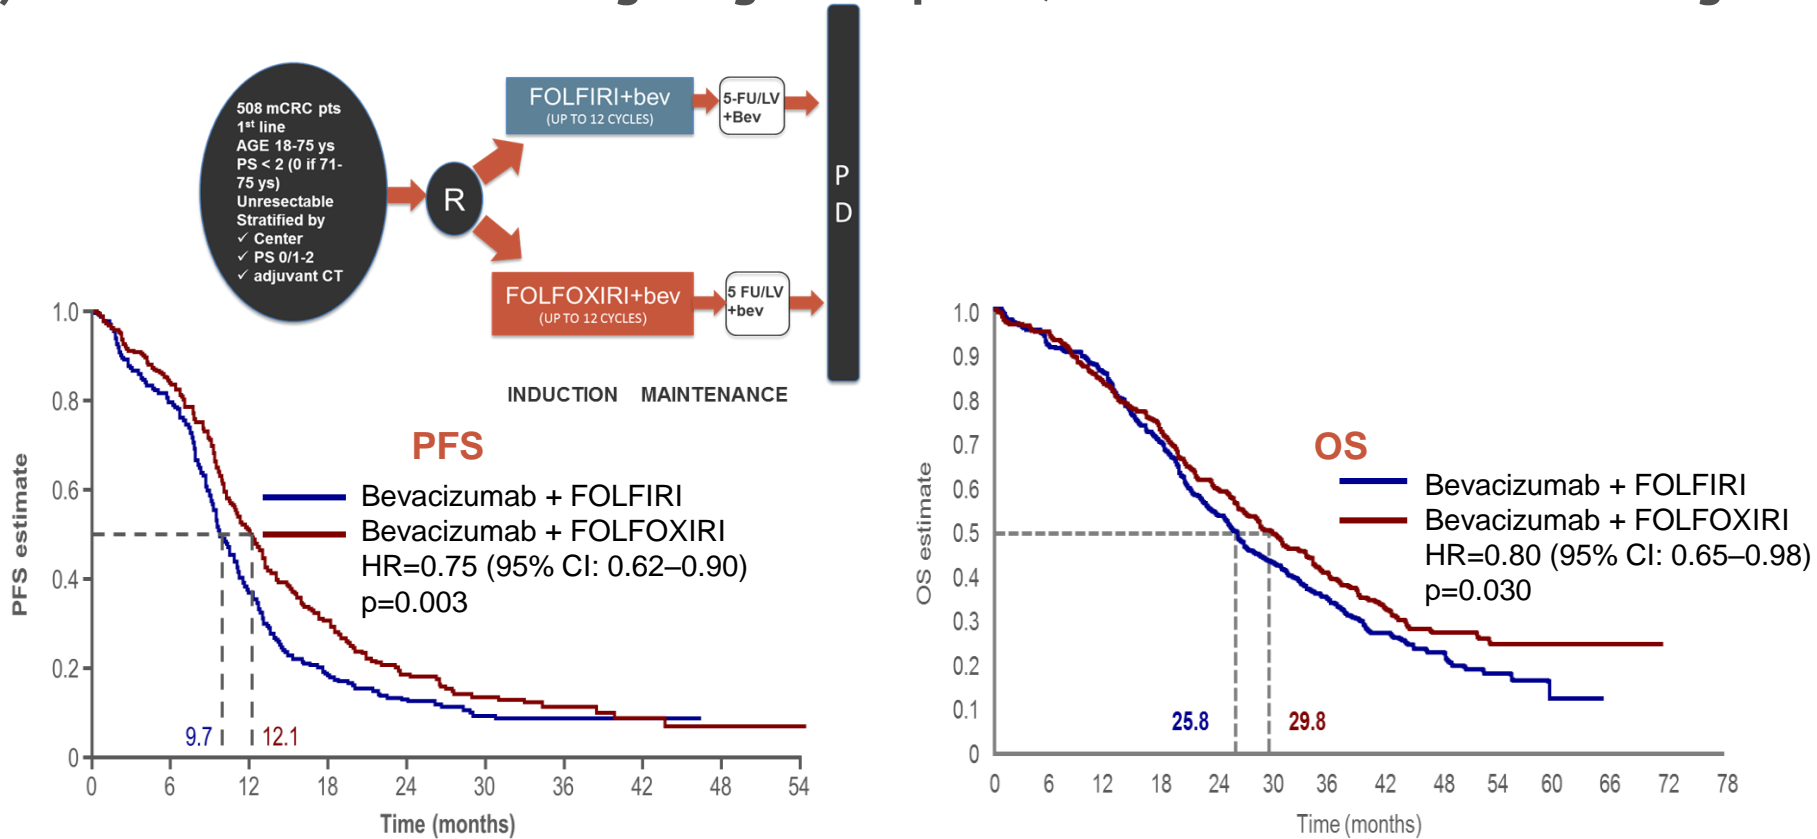 508 mCRC pts
1st line
AGE 18-75 ys
PS < 2 (0 if 71-
75 ys)
Unresectable
Stratified by
✓ Center
✓ PS 0/1-2
✓ adjuvant CT
R
FOLFIRI+bev
(UP TO 12 CYCLES)
5-FU/LV
+Bev
FOLFOXIRI+bev
(UP TO 12 CYCLES)
5 FU/LV
+bev
P
D
INDUCTION MAINTENANCE
PFS
Bevacizumab + FOLFIRI
Bevacizumab + FOLFOXIRI
HR=0.75 (95% CI: 0.62–0.90)
p=0.003
PFS estimate
1.0
0.8
0.6
0.4
0.2
0
9.7 12.1
0 6 12 18 24 30 36 42 48 54
Time (months)
OS
Bevacizumab + FOLFIRI
Bevacizumab + FOLFOXIRI
HR=0.80 (95% CI: 0.65–0.98)
p=0.030
OS estimate
1.0
0.9
0.8
0.7
0.6
0.5
0.4
0.3
0.2
0.1
0
25.8 29.8
0 6 12 18 24 30 36 42 48 54 60 66 72 78
Time (months)